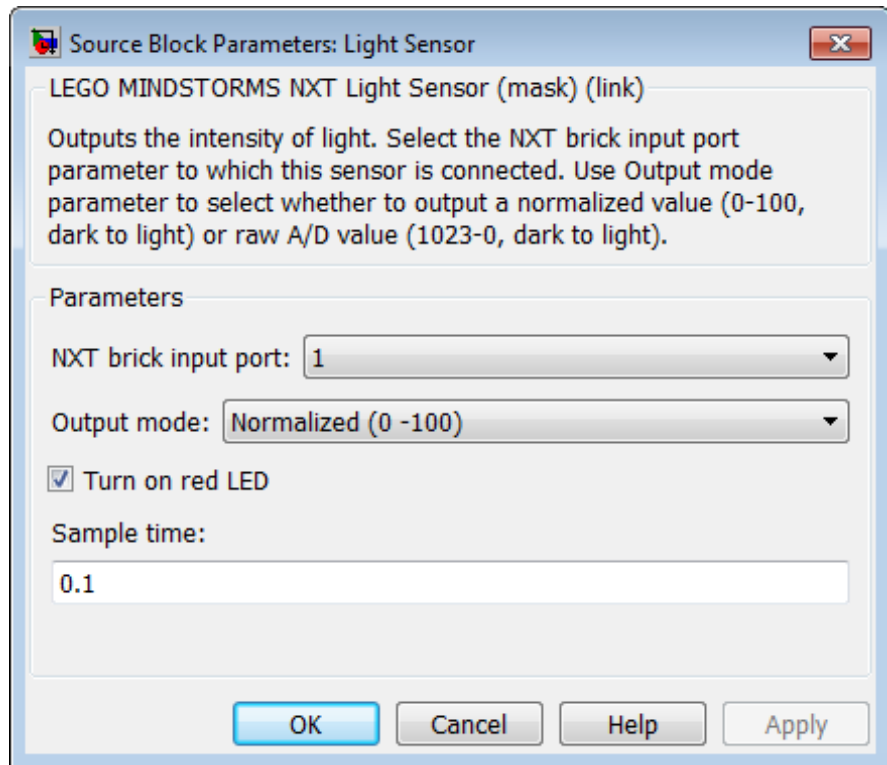 Source Block Parameters: Light Sensor
LEGO MINDSTORMS NXT Light Sensor (mask) (link)
Outputs the intensity of light. Select the NXT brick input port
parameter to which this sensor is connected. Use Output mode
parameter to select whether to output a normalized value (0-100,
dark to light) or raw A/D value (1023-0, dark to light).
Parameters
NXT brick input port: 1
Output mode: Normalized (0 -100)
Turn on red LED
Sample time:
0.1
OK Cancel Help Apply